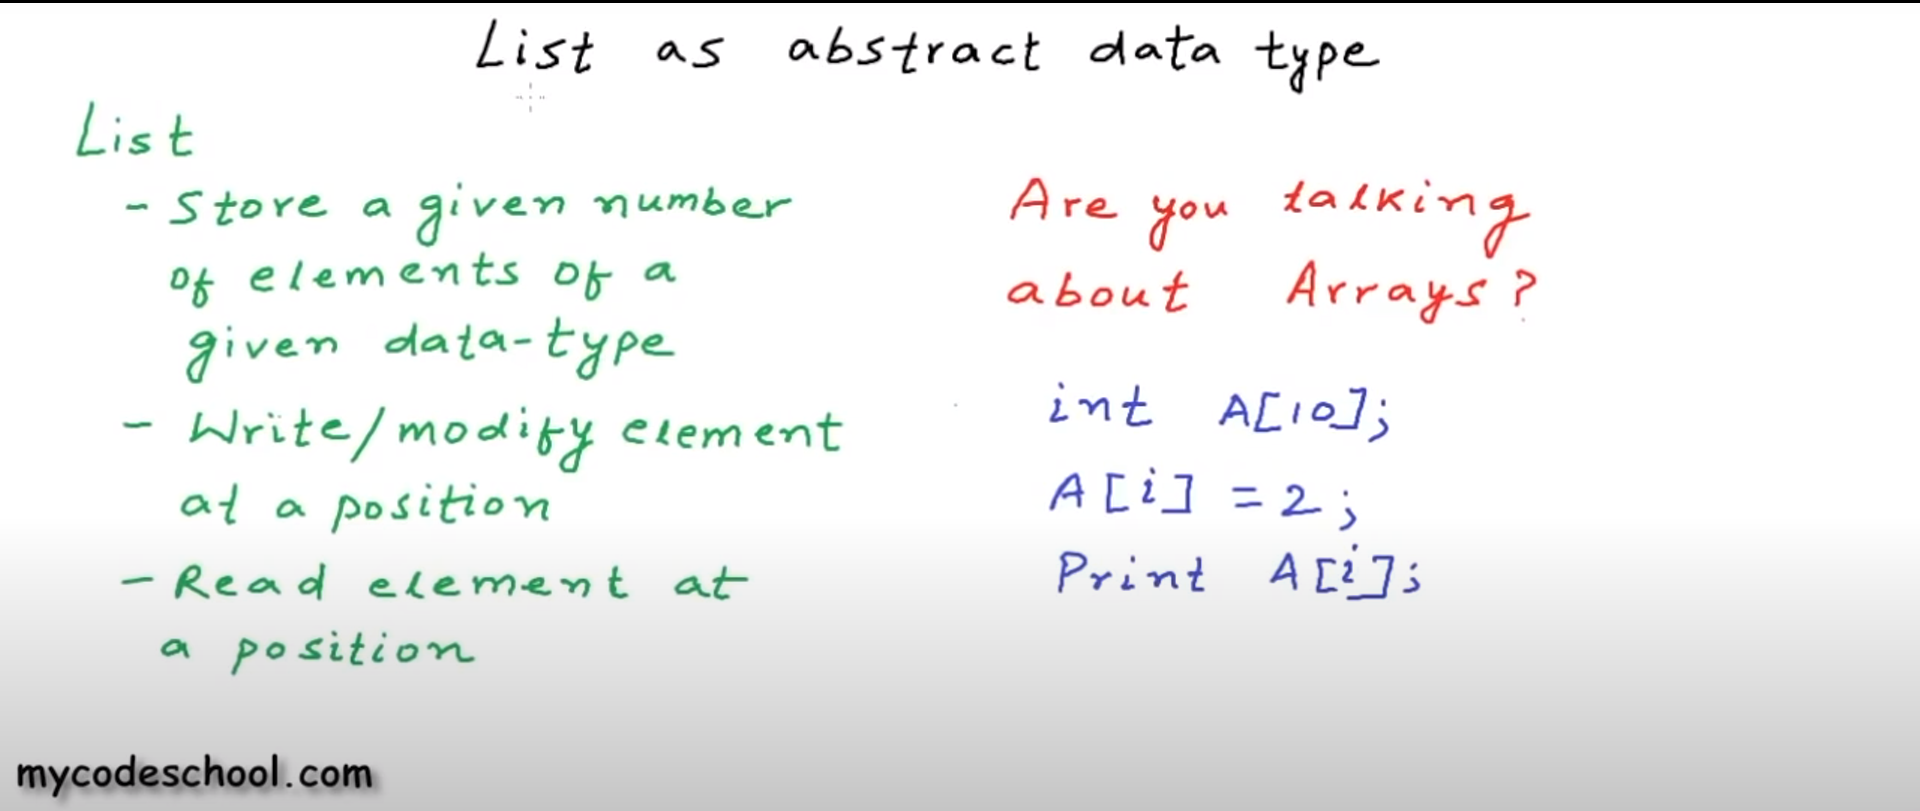 List as abstract data type
List
- Store a given number
of elements of a
given data-type
- Write/modify element
at a position
- Read element at
a position
Are you talking
about Arrays?
int A[10];
A[i] = 2;
Print A[i];
mycodeschool.com